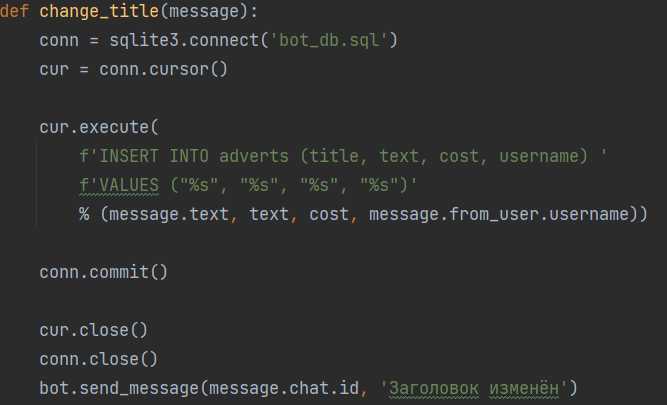 def change_title(message):
conn = sqlite3.connect('bot_db.sql')
cur = conn.cursor()
cur.execute(
f'INSERT INTO adverts (title, text, cost, username) '
f'VALUES ("%s", "%s", "%s", "%s")'
% (message.text, text, cost, message.from_user.username))
conn.commit()
cur.close()
conn.close()
bot.send_message(message.chat.id, 'Заголовок изменён')